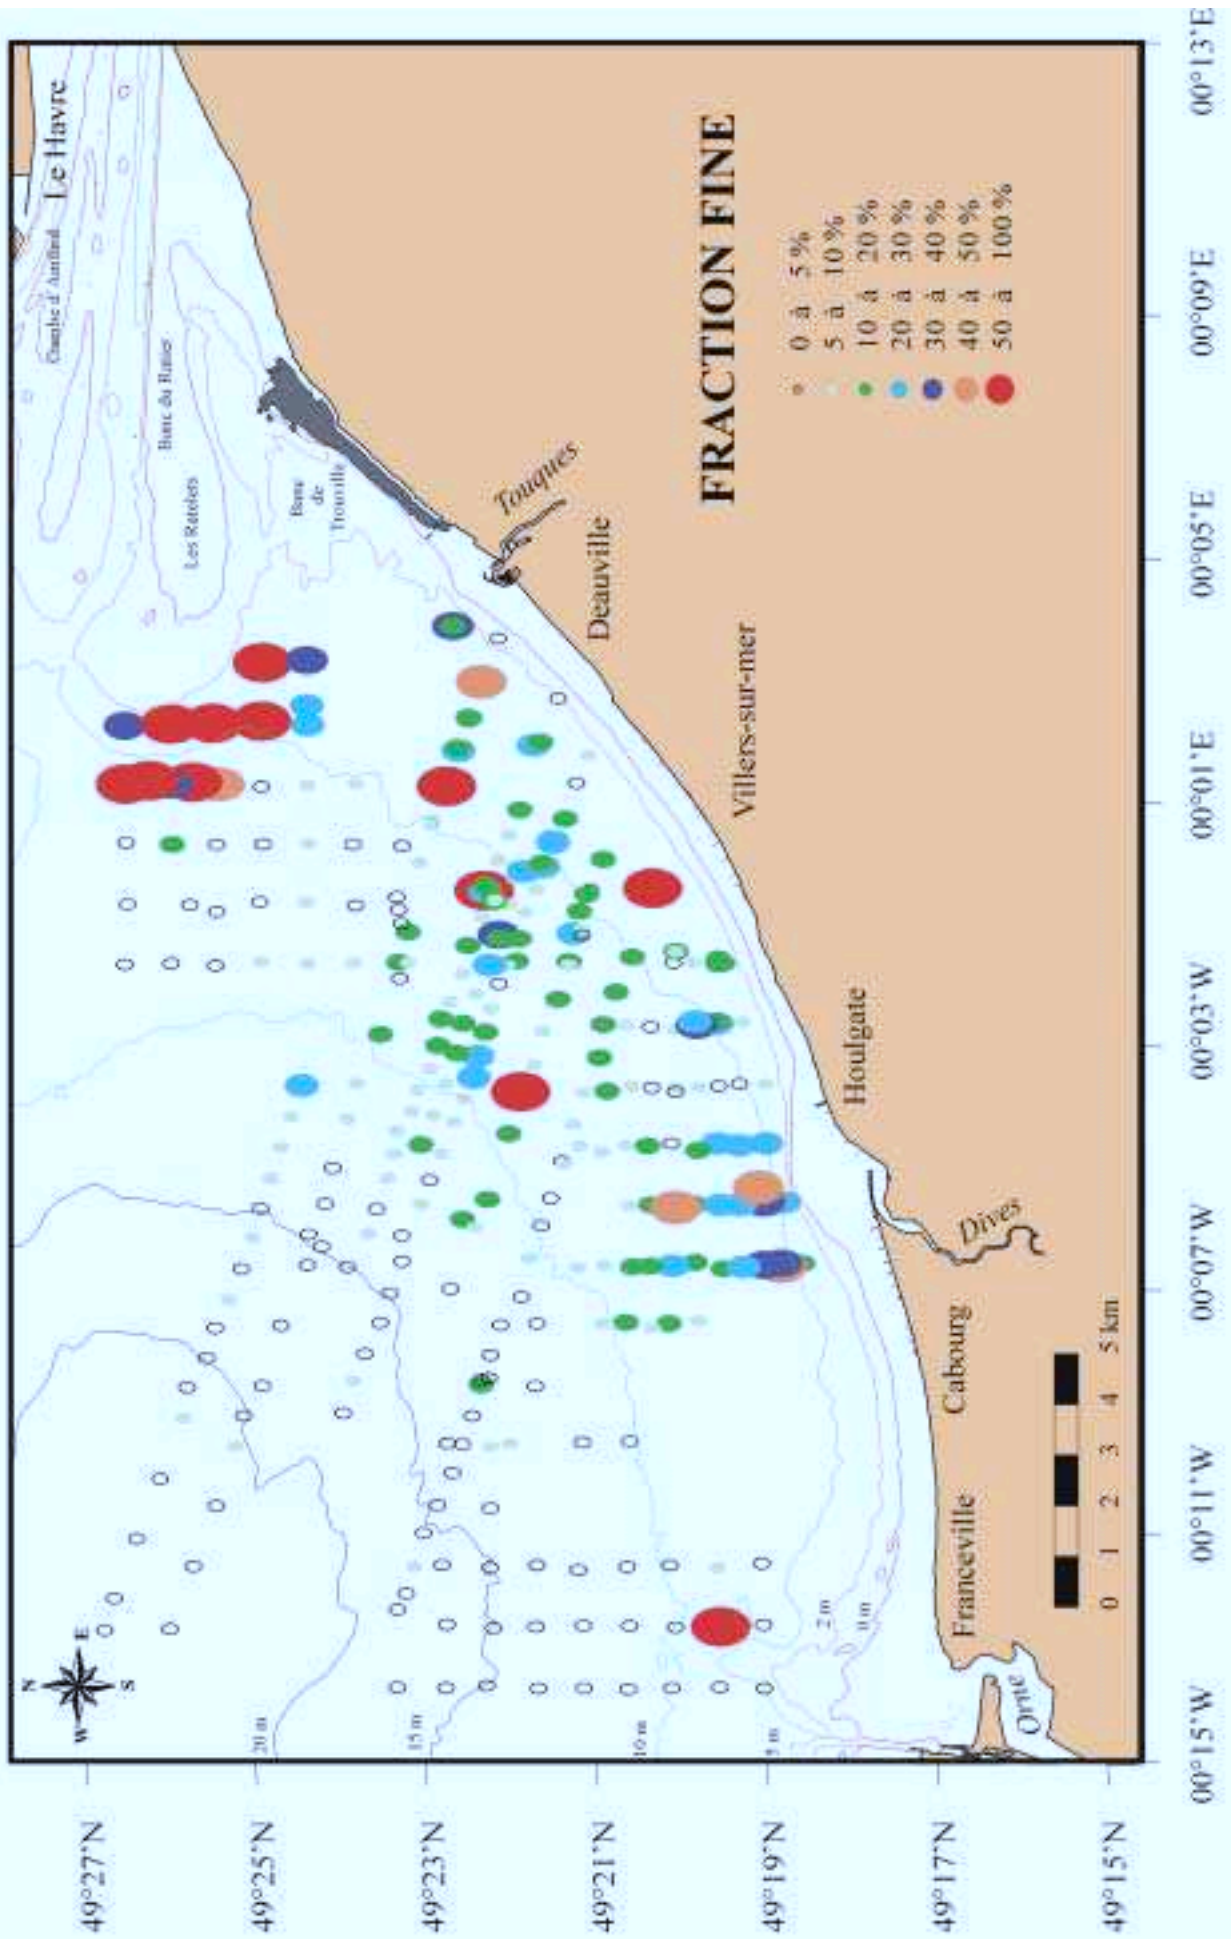 FRACTION FINE
0 à 5 %
5 à 10 %
10 à 20 %
20 à 30 %
30 à 40 %
40 à 50 %
50 à 100 %
Le Havre
Banc du Ratier
Les Ratelets
Banc
de
Trouville
Touques
Deauville
Villers-sur-mer
Houlgate
Dives
Cabourg
Franceville
Orne
N
E
S
W
20 m
15 m
10 m
5 m
2 m
0 m
0 1 2 3 4 5 km
49°27'N
49°25'N
49°23'N
49°21'N
49°19'N
49°17'N
49°15'N
00°15'W
00°11'W
00°07'W
00°03'W
00°01'E
00°05'E
00°09'E
00°13'E